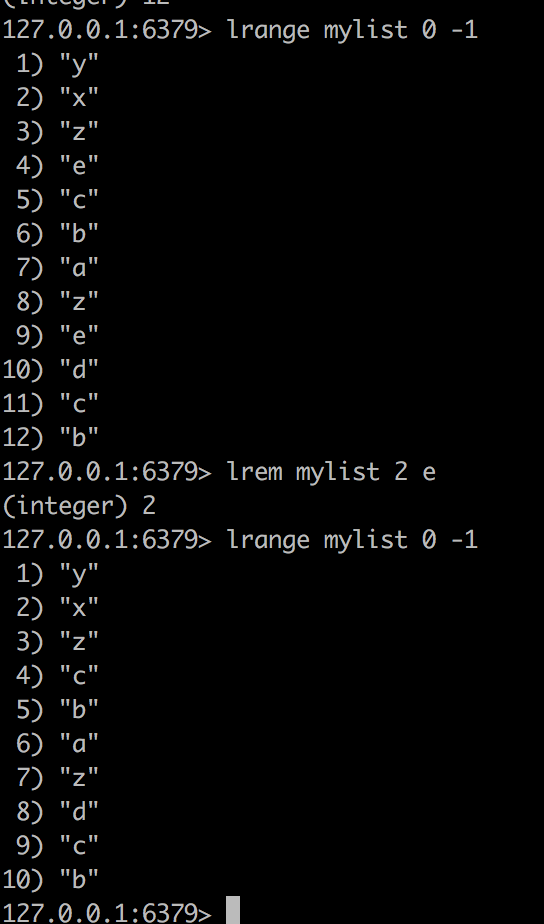 (integer) 12
127.0.0.1:6379> lrange mylist 0 -1
 1) "y"
 2) "x"
 3) "z"
 4) "e"
 5) "c"
 6) "b"
 7) "a"
 8) "z"
 9) "e"
10) "d"
11) "c"
12) "b"
127.0.0.1:6379> lrem mylist 2 e
(integer) 2
127.0.0.1:6379> lrange mylist 0 -1
 1) "y"
 2) "x"
 3) "z"
 4) "c"
 5) "b"
 6) "a"
 7) "z"
 8) "d"
 9) "c"
10) "b"
127.0.0.1:6379>